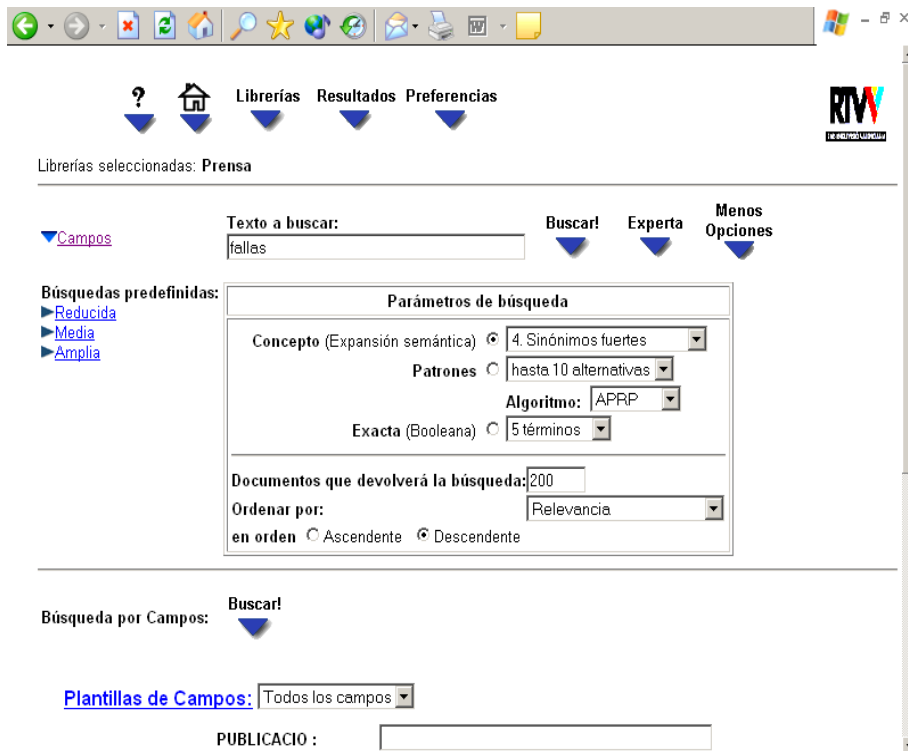 ?
Librerías Resultados Preferencias
RTVV
Librerías seleccionadas: Prensa
Campos
Texto a buscar:
fallas
Buscar!
Experta
Menos
Opciones
Búsquedas predefinidas:
Reducida
Media
Amplia
Parámetros de búsqueda
Concepto (Expansión semántica) 4. Sinónimos fuertes
Patrones hasta 10 alternativas
Algoritmo: APRP
Exacta (Booleana) 5 términos
Documentos que devolverá la búsqueda: 200
Ordenar por: Relevancia
en orden Ascendente Descendente
Búsqueda por Campos:
Buscar!
Plantillas de Campos: Todos los campos
PUBLICACIO :